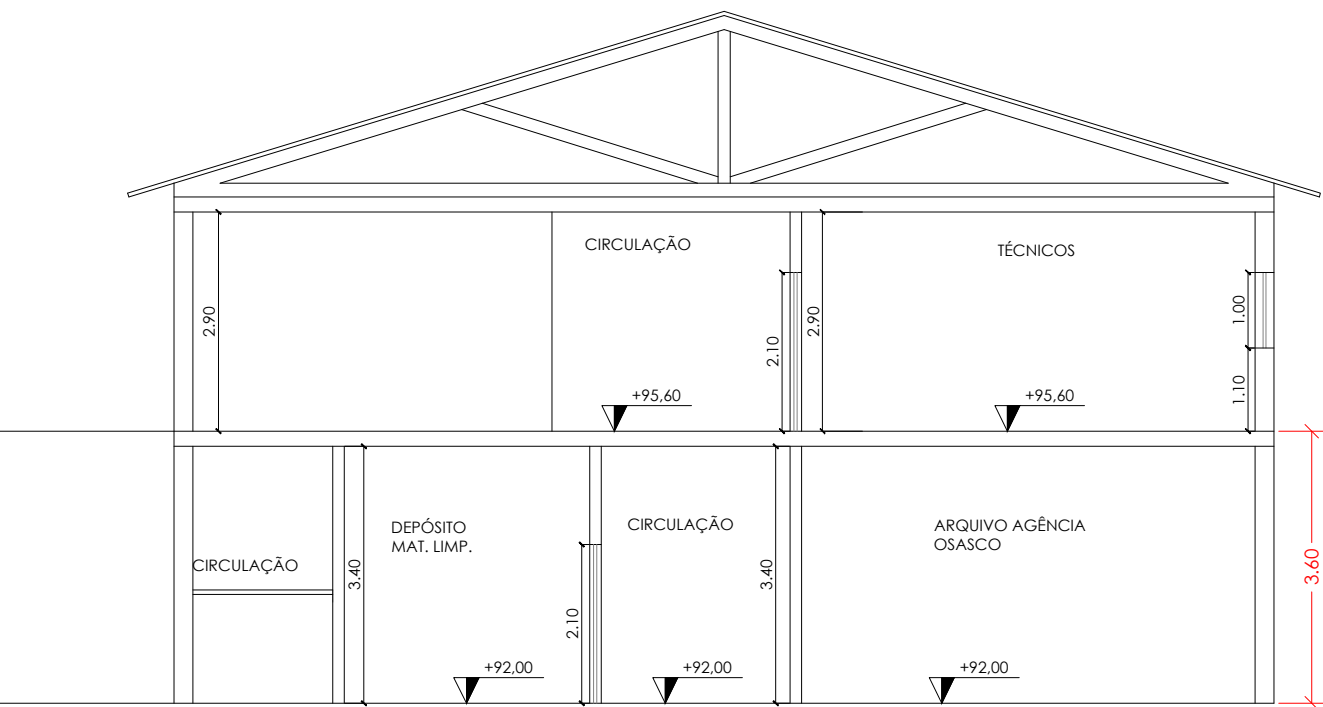 CIRCULAÇÃO
TÉCNICOS
2.90
2.10
2.90
1.00
1.10
+95,60
+95,60
DEPÓSITO
MAT. LIMP.
CIRCULAÇÃO
ARQUIVO AGÊNCIA
OSASCO
CIRCULAÇÃO
3.40
2.10
3.40
3.60
+92,00
+92,00
+92,00